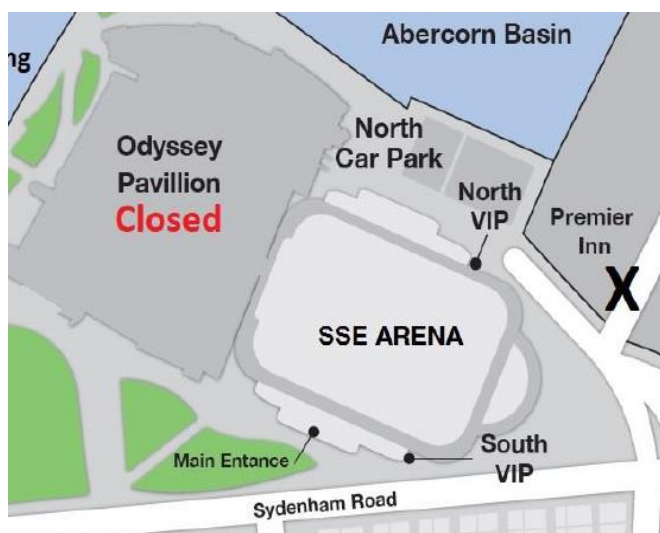 ng
Abercorn Basin
Odyssey
Pavillion
Closed
North
Car Park
North
VIP
Premier
Inn
X
SSE ARENA
Main Entance
South
VIP
Sydenham Road